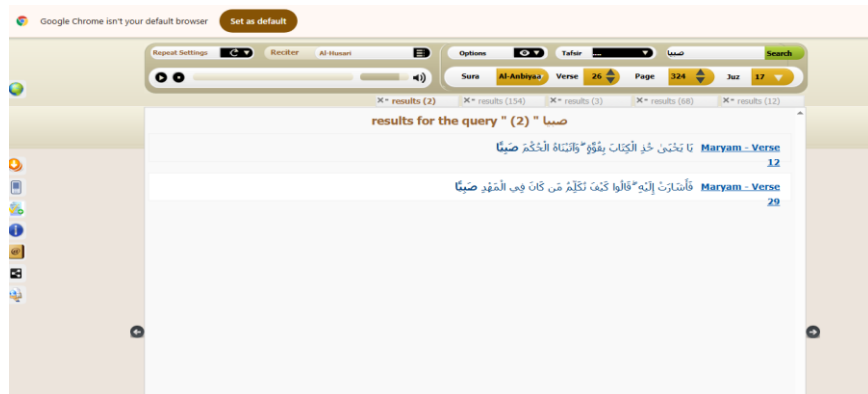 Google Chrome isn't your default browser Set as default
Repeat Settings Reciter Al-Husari Options Tafsir .... صبيا Search
Sura Al-Anbiyaa Verse 26 Page 324 Juz 17
results (2) results (154) results (3) results (68) results (12)
results for the query " (2) " صبيا
Maryam - Verse 12 يَا يَحْيَىٰ خُذِ الْكِتَابَ بِقُوَّةٍ ۖ وَآتَيْنَاهُ الْحُكْمَ صَبِيًّا
Maryam - Verse 29 فَأَشَارَتْ إِلَيْهِ ۖ قَالُوا كَيْفَ نُكَلِّمُ مَن كَانَ فِي الْمَهْدِ صَبِيًّا